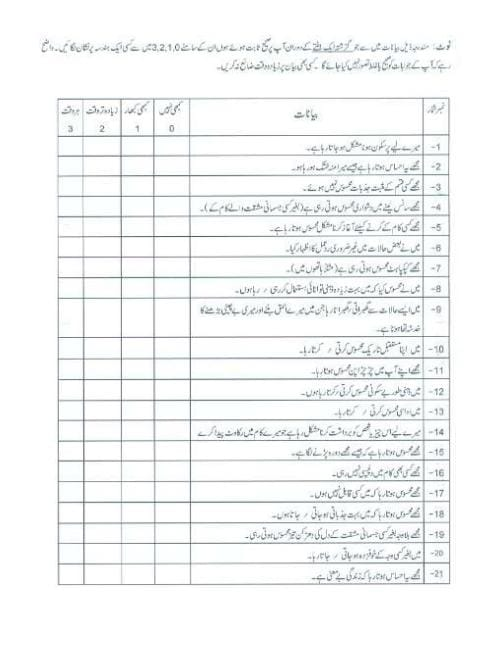 نوٹ: مندرجہ ذیل بیانات میں سے جو گزشتہ ایک ہفتے کے دوران آپ پر صحیح ثابت ہوئے ہوں ان کے سامنے 3,2,1,0 میں سے کسی ایک ہندسہ پر نشان لگائیں۔ واضح
رہے کہ آپ کے جوابات کو صحیح یا غلط تصور نہیں کیا جائے گا۔ کسی بھی بیان پر زیادہ وقت ضائع نہ کریں۔
نمبر شمار بیانات کبھی نہیں 0 کبھی کبھار 1 زیادہ تر وقت 2 ہر وقت 3
1- میرے لیے پرسکون ہونا مشکل ہو جاتا رہا ہے۔
2- مجھے یہ احساس ہوتا رہا ہے جیسے میرا منہ خشک ہو رہا ہو۔
3- مجھے کسی قسم کے مثبت جذبات محسوس نہیں ہوئے۔
4- مجھے سانس لینے میں دشواری محسوس ہوتی رہی ہے (بغیر کسی جسمانی مشقت والے کام کے)۔
5- مجھے کسی کام کے کرنے کیلئے آغاز کرنا مشکل محسوس ہوتا رہا ہے۔
6- میں نے بعض حالات میں غیر ضروری ردعمل کا اظہار کیا۔
7- مجھے کپکپاہٹ محسوس ہوتی رہی ہے (مثلاً ہاتھوں میں)۔
8- میں نے محسوس کیا کہ میں بہت زیادہ ذہنی توانائی استعمال کر رہی / رہا ہوں۔
9- میں ایسے حالات سے گھبراتی / گھبراتا رہا جن میں میرے احمق بننے اور میری بے چینی بڑھنے کا
خدشہ تھا ہوتا ہے۔
10- میں اپنا مستقبل تاریک محسوس کرتی / کرتا رہا۔
11- مجھے اپنے آپ میں چڑچڑا پن محسوس ہوتا رہا۔
12- میں ذہنی طور پر بے سکونی محسوس کرتی / کرتا رہا ہوں۔
13- میں اداسی محسوس کرتی / کرتا رہا۔
14- میرے لیے اس چیز یا شخص کو برداشت کرنا مشکل رہا ہے جو میرے کام میں رکاوٹ پیدا کرے
15- مجھے محسوس ہوتا رہا ہے کہ جیسے مجھے دورہ پڑنے لگا ہے۔
16- مجھے کسی بھی کام میں دلچسپی نہیں رہی۔
17- مجھے محسوس ہوتا رہا کہ میں کسی قابل نہیں ہوں۔
18- مجھے محسوس ہوتا رہا کہ میں بہت جذباتی ہو جاتی / جاتا ہوں۔
19- مجھے بلاوجہ بغیر کسی جسمانی مشقت کے دل کی دھڑکن تیز محسوس ہوتی رہی۔
20- میں بغیر کسی وجہ کے خوفزدہ ہو جاتی / جاتا رہا۔
21- مجھے یہ احساس ہوتا رہا کہ زندگی بے معنی ہے۔